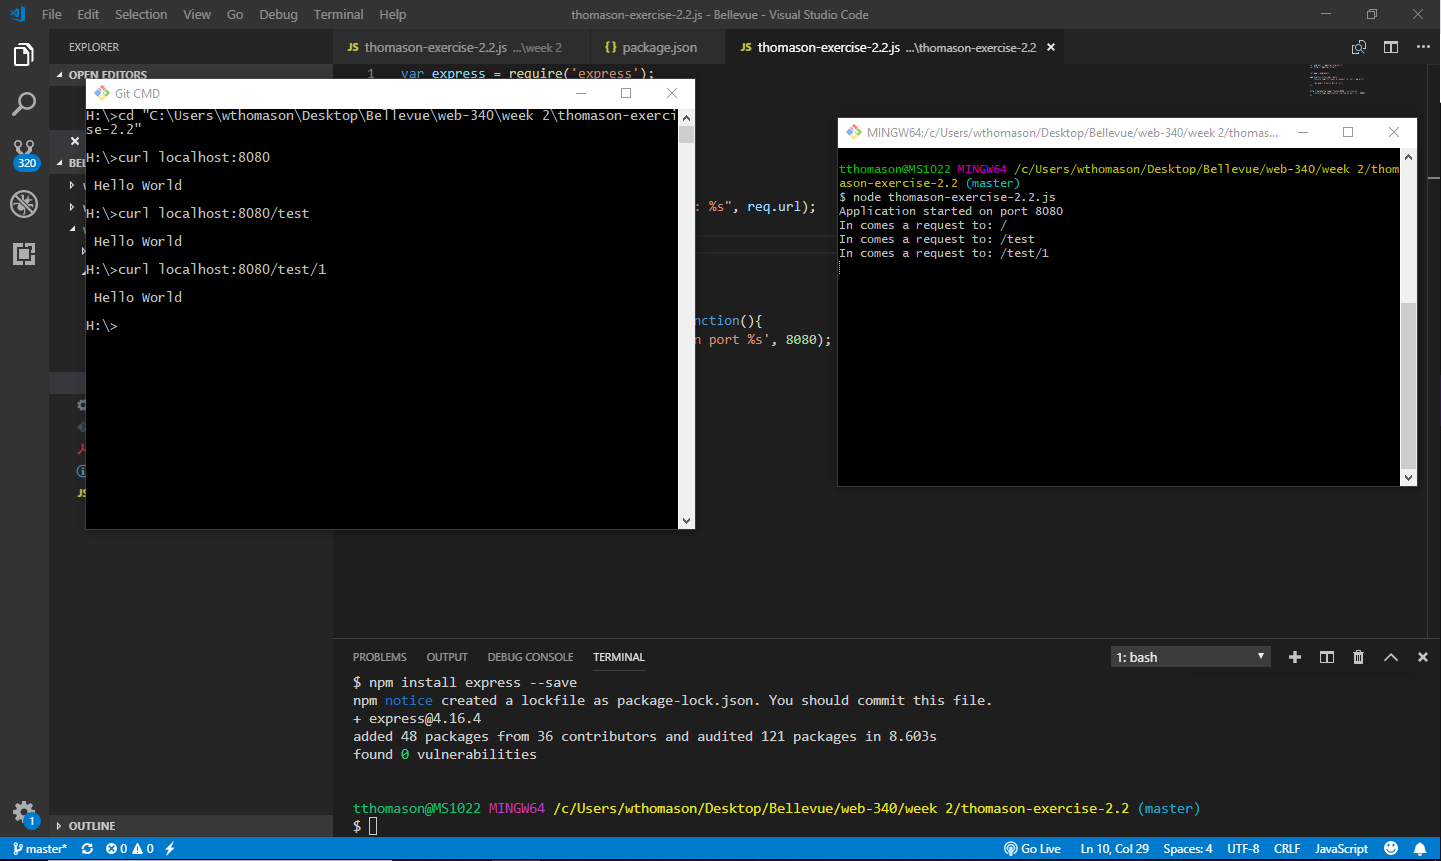 File Edit Selection View Go Debug Terminal Help
thomason-exercise-2.2.js - Bellevue - Visual Studio Code
EXPLORER
JS thomason-exercise-2.2.js ...\week 2
{} package.json
JS thomason-exercise-2.2.js ...\thomason-exercise-2.2
OPEN EDITORS
1 var express = require('express');
Git CMD
H:\>cd "C:\Users\wthomason\Desktop\Bellevue\web-340\week 2\thomason-exerci
se-2.2"
H:\>curl localhost:8080
Hello World
H:\>curl localhost:8080/test
Hello World
H:\>curl localhost:8080/test/1
Hello World
H:\>
320
BEL
: %s", req.url);
nction(){
n port %s', 8080);
JS
MINGW64:/c/Users/wthomason/Desktop/Bellevue/web-340/week 2/thomas...
tthomason@MS1022 MINGW64 /c/Users/wthomason/Desktop/Bellevue/web-340/week 2/thom
ason-exercise-2.2 (master)
$ node thomason-exercise-2.2.js
Application started on port 8080
In comes a request to: /
In comes a request to: /test
In comes a request to: /test/1
PROBLEMS OUTPUT DEBUG CONSOLE TERMINAL
1: bash
$ npm install express --save
npm notice created a lockfile as package-lock.json. You should commit this file.
+ express@4.16.4
added 48 packages from 36 contributors and audited 121 packages in 8.603s
found 0 vulnerabilities
tthomason@MS1022 MINGW64 /c/Users/wthomason/Desktop/Bellevue/web-340/week 2/thomason-exercise-2.2 (master)
$
1
OUTLINE
master* 0 0 Go Live Ln 10, Col 29 Spaces: 4 UTF-8 CRLF JavaScript